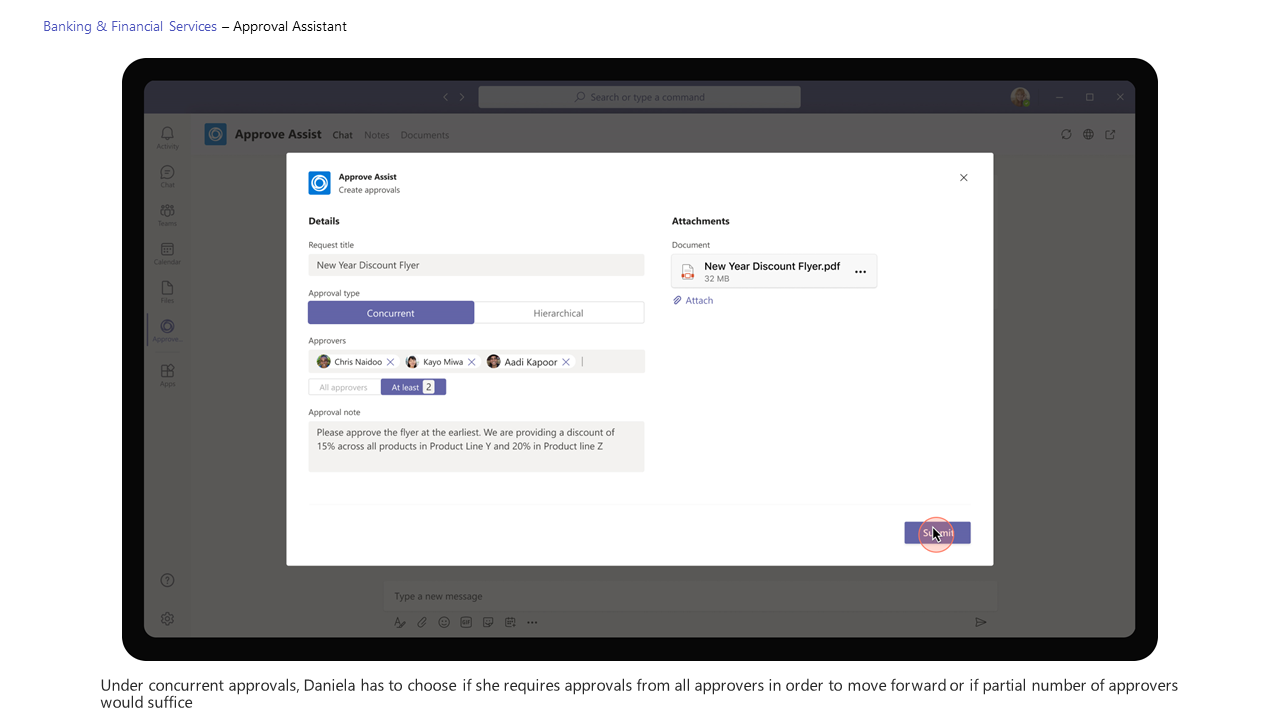 Banking & Financial Services – Approval Assistant
Search or type a command
Activity
Chat
Teams
Calendar
Files
Approve..
Apps
Approve Assist Chat Notes Documents
Approve Assist
Create approvals
Details
Request title
New Year Discount Flyer
Approval type
Concurrent Hierarchical
Approvers
Chris Naidoo Kayo Miwa Aadi Kapoor
All approvers At least 2
Approval note
Please approve the flyer at the earliest. We are providing a discount of
15% across all products in Product Line Y and 20% in Product line Z
Attachments
Document
New Year Discount Flyer.pdf
32 MB
Attach
Submit
Type a new message
GIF
Under concurrent approvals, Daniela has to choose if she requires approvals from all approvers in order to move forward or if partial number of approvers
would suffice